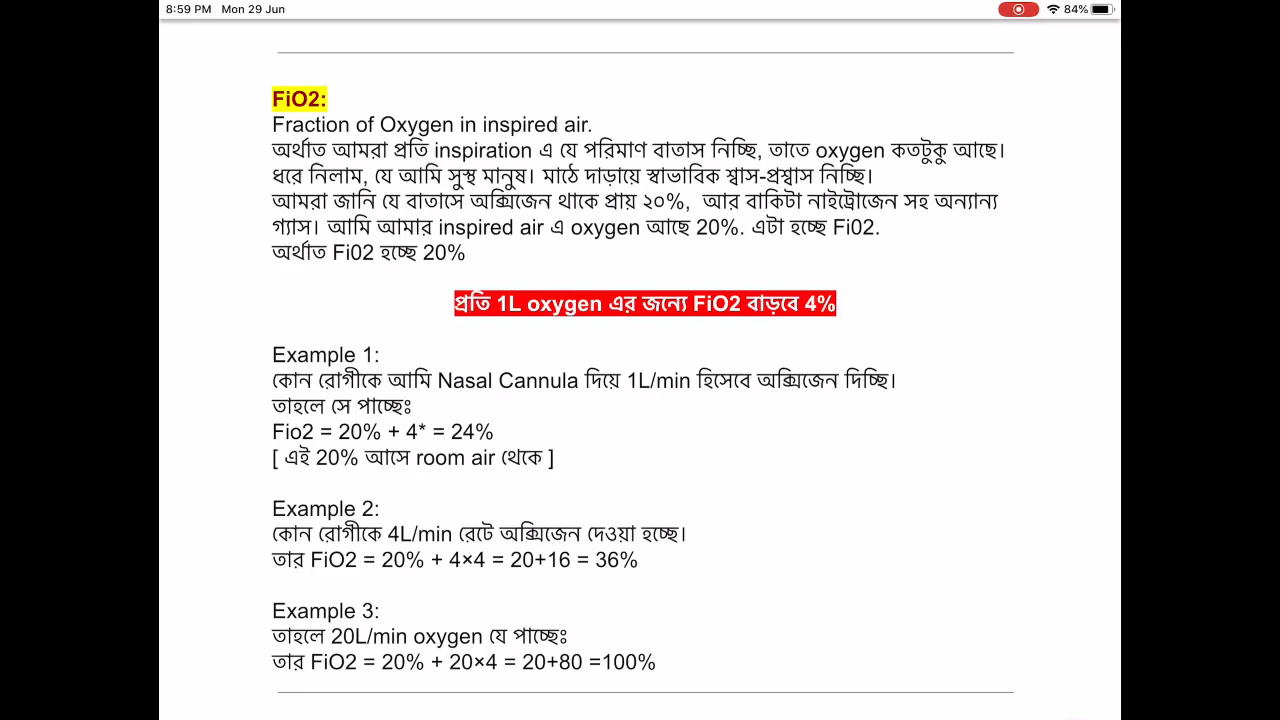 8:59 PM Mon 29 Jun 84%
FiO2:
Fraction of Oxygen in inspired air.
অর্থাত আমরা প্রতি inspiration এ যে পরিমাণ বাতাস নিচ্ছি, তাতে oxygen কতটুকু আছে।
ধরে নিলাম, যে আমি সুস্থ মানুষ। মাঠে দাড়ায়ে স্বাভাবিক শ্বাস-প্রশ্বাস নিচ্ছি।
আমরা জানি যে বাতাসে অক্সিজেন থাকে প্রায় ২০%, আর বাকিটা নাইট্রোজেন সহ অন্যান্য
গ্যাস। আমি আমার inspired air এ oxygen আছে 20%. এটা হচ্ছে Fi02.
অর্থাত Fi02 হচ্ছে 20%
প্রতি 1L oxygen এর জন্যে FiO2 বাড়বে 4%
Example 1:
কোন রোগীকে আমি Nasal Cannula দিয়ে 1L/min হিসেবে অক্সিজেন দিচ্ছি।
তাহলে সে পাচ্ছেঃ
Fio2 = 20% + 4* = 24%
[ এই 20% আসে room air থেকে ]
Example 2:
কোন রোগীকে 4L/min রেটে অক্সিজেন দেওয়া হচ্ছে।
তার FiO2 = 20% + 4×4 = 20+16 = 36%
Example 3:
তাহলে 20L/min oxygen যে পাচ্ছেঃ
তার FiO2 = 20% + 20×4 = 20+80 =100%